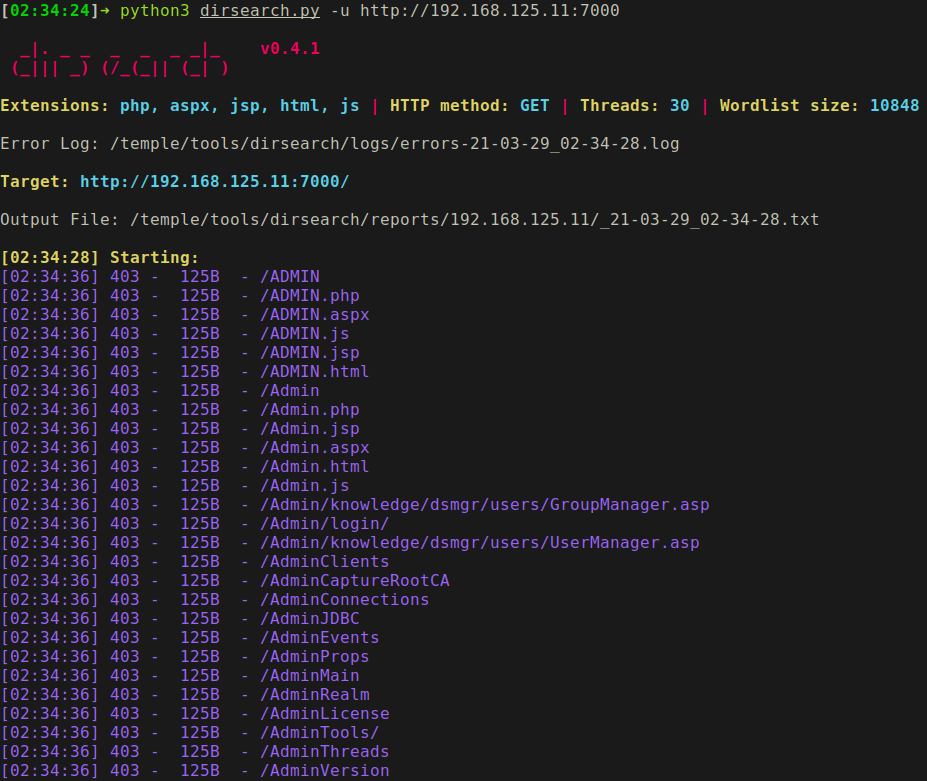 [02:34:24]→ python3 dirsearch.py -u http://192.168.125.11:7000
  _|. _ _  _  _  _ _|_    v0.4.1
 (_||| _) (/_(_|| (_| )
Extensions: php, aspx, jsp, html, js | HTTP method: GET | Threads: 30 | Wordlist size: 10848
Error Log: /temple/tools/dirsearch/logs/errors-21-03-29_02-34-28.log
Target: http://192.168.125.11:7000/
Output File: /temple/tools/dirsearch/reports/192.168.125.11/_21-03-29_02-34-28.txt
[02:34:28] Starting:
[02:34:36] 403 -  125B  - /ADMIN
[02:34:36] 403 -  125B  - /ADMIN.php
[02:34:36] 403 -  125B  - /ADMIN.aspx
[02:34:36] 403 -  125B  - /ADMIN.js
[02:34:36] 403 -  125B  - /ADMIN.jsp
[02:34:36] 403 -  125B  - /ADMIN.html
[02:34:36] 403 -  125B  - /Admin
[02:34:36] 403 -  125B  - /Admin.php
[02:34:36] 403 -  125B  - /Admin.jsp
[02:34:36] 403 -  125B  - /Admin.aspx
[02:34:36] 403 -  125B  - /Admin.html
[02:34:36] 403 -  125B  - /Admin.js
[02:34:36] 403 -  125B  - /Admin/knowledge/dsmgr/users/GroupManager.asp
[02:34:36] 403 -  125B  - /Admin/login/
[02:34:36] 403 -  125B  - /Admin/knowledge/dsmgr/users/UserManager.asp
[02:34:36] 403 -  125B  - /AdminClients
[02:34:36] 403 -  125B  - /AdminCaptureRootCA
[02:34:36] 403 -  125B  - /AdminConnections
[02:34:36] 403 -  125B  - /AdminJDBC
[02:34:36] 403 -  125B  - /AdminEvents
[02:34:36] 403 -  125B  - /AdminProps
[02:34:36] 403 -  125B  - /AdminMain
[02:34:36] 403 -  125B  - /AdminRealm
[02:34:36] 403 -  125B  - /AdminLicense
[02:34:36] 403 -  125B  - /AdminTools/
[02:34:36] 403 -  125B  - /AdminThreads
[02:34:36] 403 -  125B  - /AdminVersion